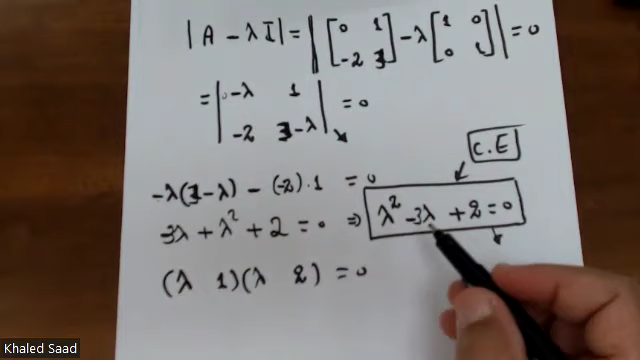 |A - λI| = |[0 1 -2 3] - λ[1 0 0 1]| = 0
= |0-λ 1 -2 3-λ| = 0
C.E
-λ(3-λ) - (-2)·1 = 0
3λ + λ² + 2 = 0 ⇒ λ² - 3λ + 2 = 0
(λ 1)(λ 2) = 0
Khaled Saad